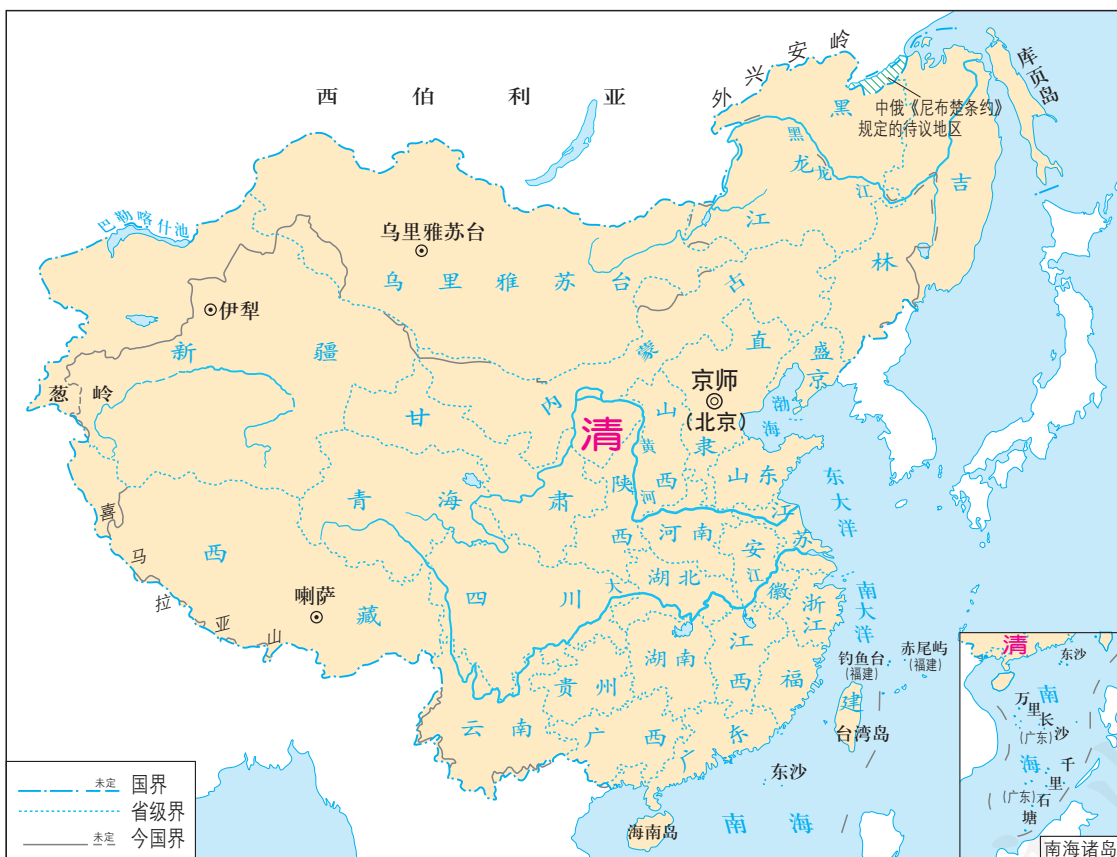 西伯利亚
外兴安岭
库页岛
中俄《尼布楚条约》
规定的待议地区
黑龙江
黑龙江
吉林
巴勒喀什池
乌里雅苏台
乌里雅苏台
伊犁
新疆
葱岭
内蒙古
直隶
盛京
京师
(北京)
渤海
清
甘肃
山西
黄河
山东
东大洋
青海
陕西
河南
江苏
安徽
西藏
喜马拉亚山
喇萨
四川
湖北
大江
浙江
南大洋
钓鱼台
(福建)
赤尾屿
(福建)
贵州
湖南
江西
福建
台湾岛
云南
广西
广东
东沙
海南岛
南海
未定
国界
省级界
未定
今国界
清
东沙
南海
万里长沙
(广东)
千里石塘
(广东)
南海诸岛